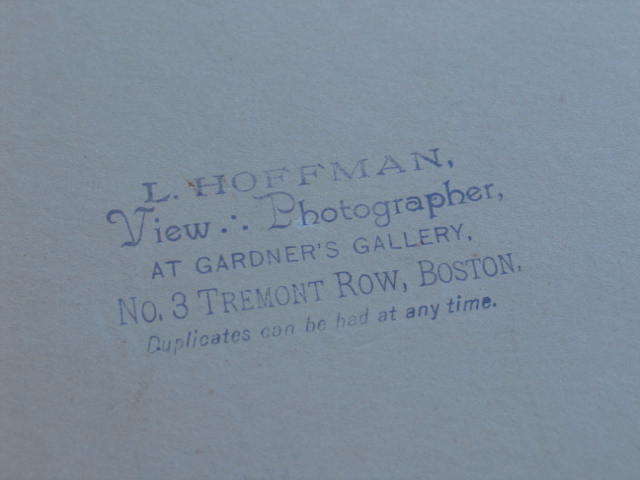 L. HOFFMAN,
View ∴ Photographer,
AT GARDNER'S GALLERY,
No. 3 TREMONT ROW, BOSTON.
Duplicates can be had at any time.